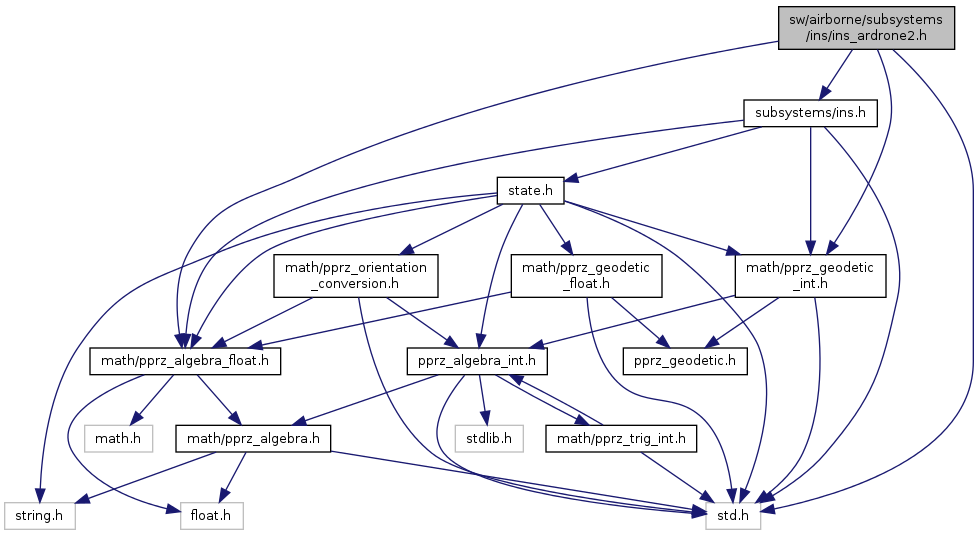 sw/airborne/subsystems
/ins/ins_ardrone2.h
subsystems/ins.h
state.h
math/pprz_orientation
_conversion.h
math/pprz_geodetic
_float.h
math/pprz_geodetic
_int.h
math/pprz_algebra_float.h
pprz_algebra_int.h
pprz_geodetic.h
math.h
math/pprz_algebra.h
stdlib.h
math/pprz_trig_int.h
string.h
float.h
std.h